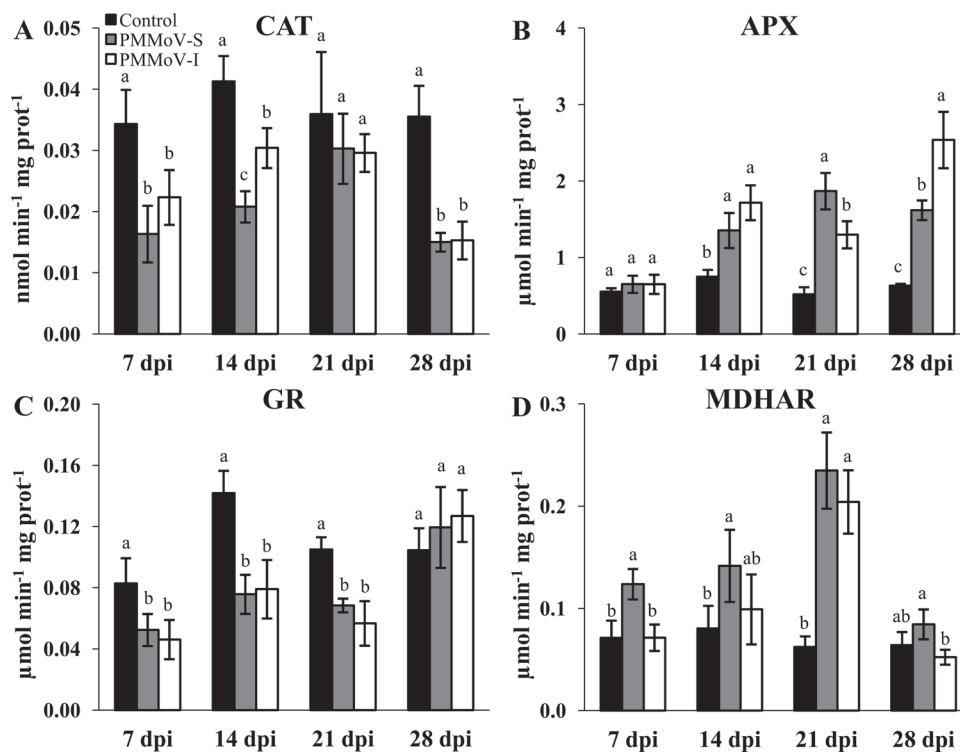 A
CAT
Control
PMMoV-S
PMMoV-I
nmol min⁻¹ mg prot⁻¹
0.05
0.04
0.03
0.02
0.01
0.00
a b b
a c b
a a a
a b b
7 dpi 14 dpi 21 dpi 28 dpi
B
APX
µmol min⁻¹ mg prot⁻¹
4
3
2
1
0
a a a
b a a
c a b
c b a
7 dpi 14 dpi 21 dpi 28 dpi
C
GR
µmol min⁻¹ mg prot⁻¹
0.20
0.16
0.12
0.08
0.04
0.00
a b b
a b b
a b b
a a a
7 dpi 14 dpi 21 dpi 28 dpi
D
MDHAR
µmol min⁻¹ mg prot⁻¹
0.3
0.2
0.1
0.0
b a b
b a ab
b a a
ab a b
7 dpi 14 dpi 21 dpi 28 dpi